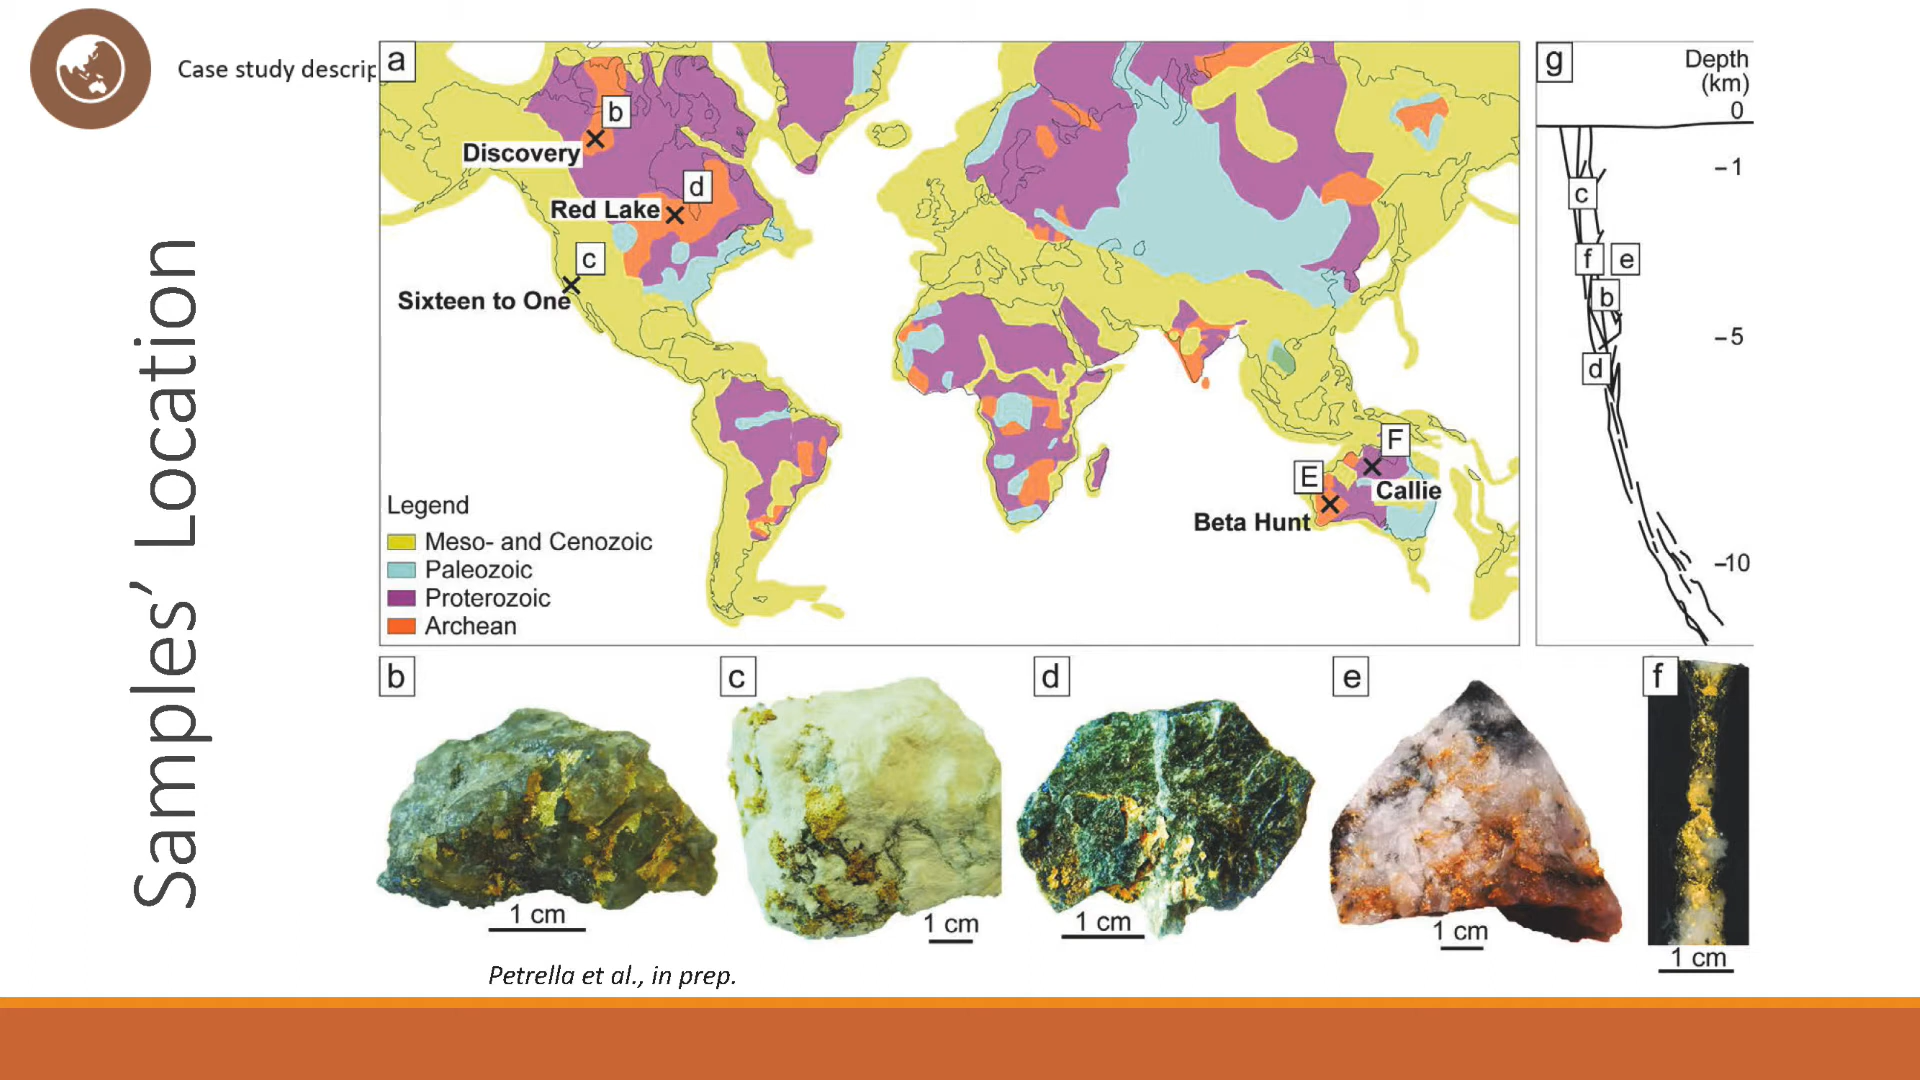 Case study descrip
Samples’ Location
a
b
Discovery
d
Red Lake
c
Sixteen to One
F
E
Callie
Beta Hunt
Legend
Meso- and Cenozoic
Paleozoic
Proterozoic
Archean
g
Depth
(km)
0
–1
c
f e
b
–5
d
–10
b
1 cm
c
1 cm
d
1 cm
e
1 cm
f
1 cm
Petrella et al., in prep.